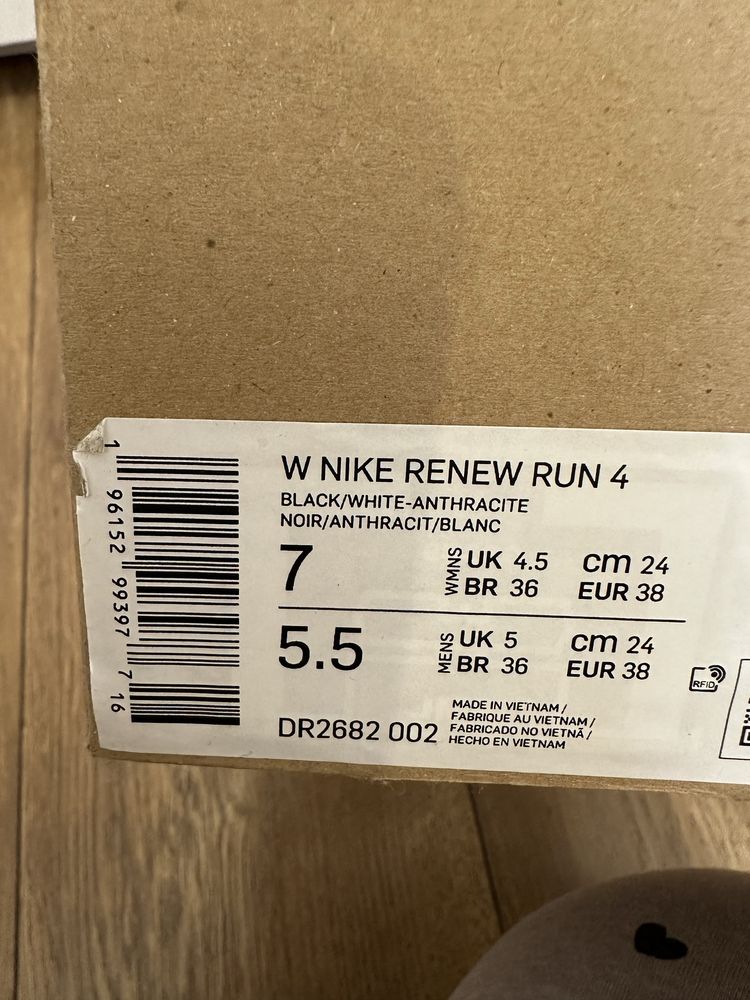 W NIKE RENEW RUN 4
BLACK/WHITE-ANTHRACITE
NOIR/ANTHRACIT/BLANC
7 WMNS UK 4.5 cm 24
BR 36 EUR 38
5.5 MENS UK 5 cm 24
BR 36 EUR 38
DR2682 002
MADE IN VIETNAM /
FABRIQUE AU VIETNAM /
FABRICADO NO VIETNÃ /
HECHO EN VIETNAM
RFID
1 96152 99397 7 16